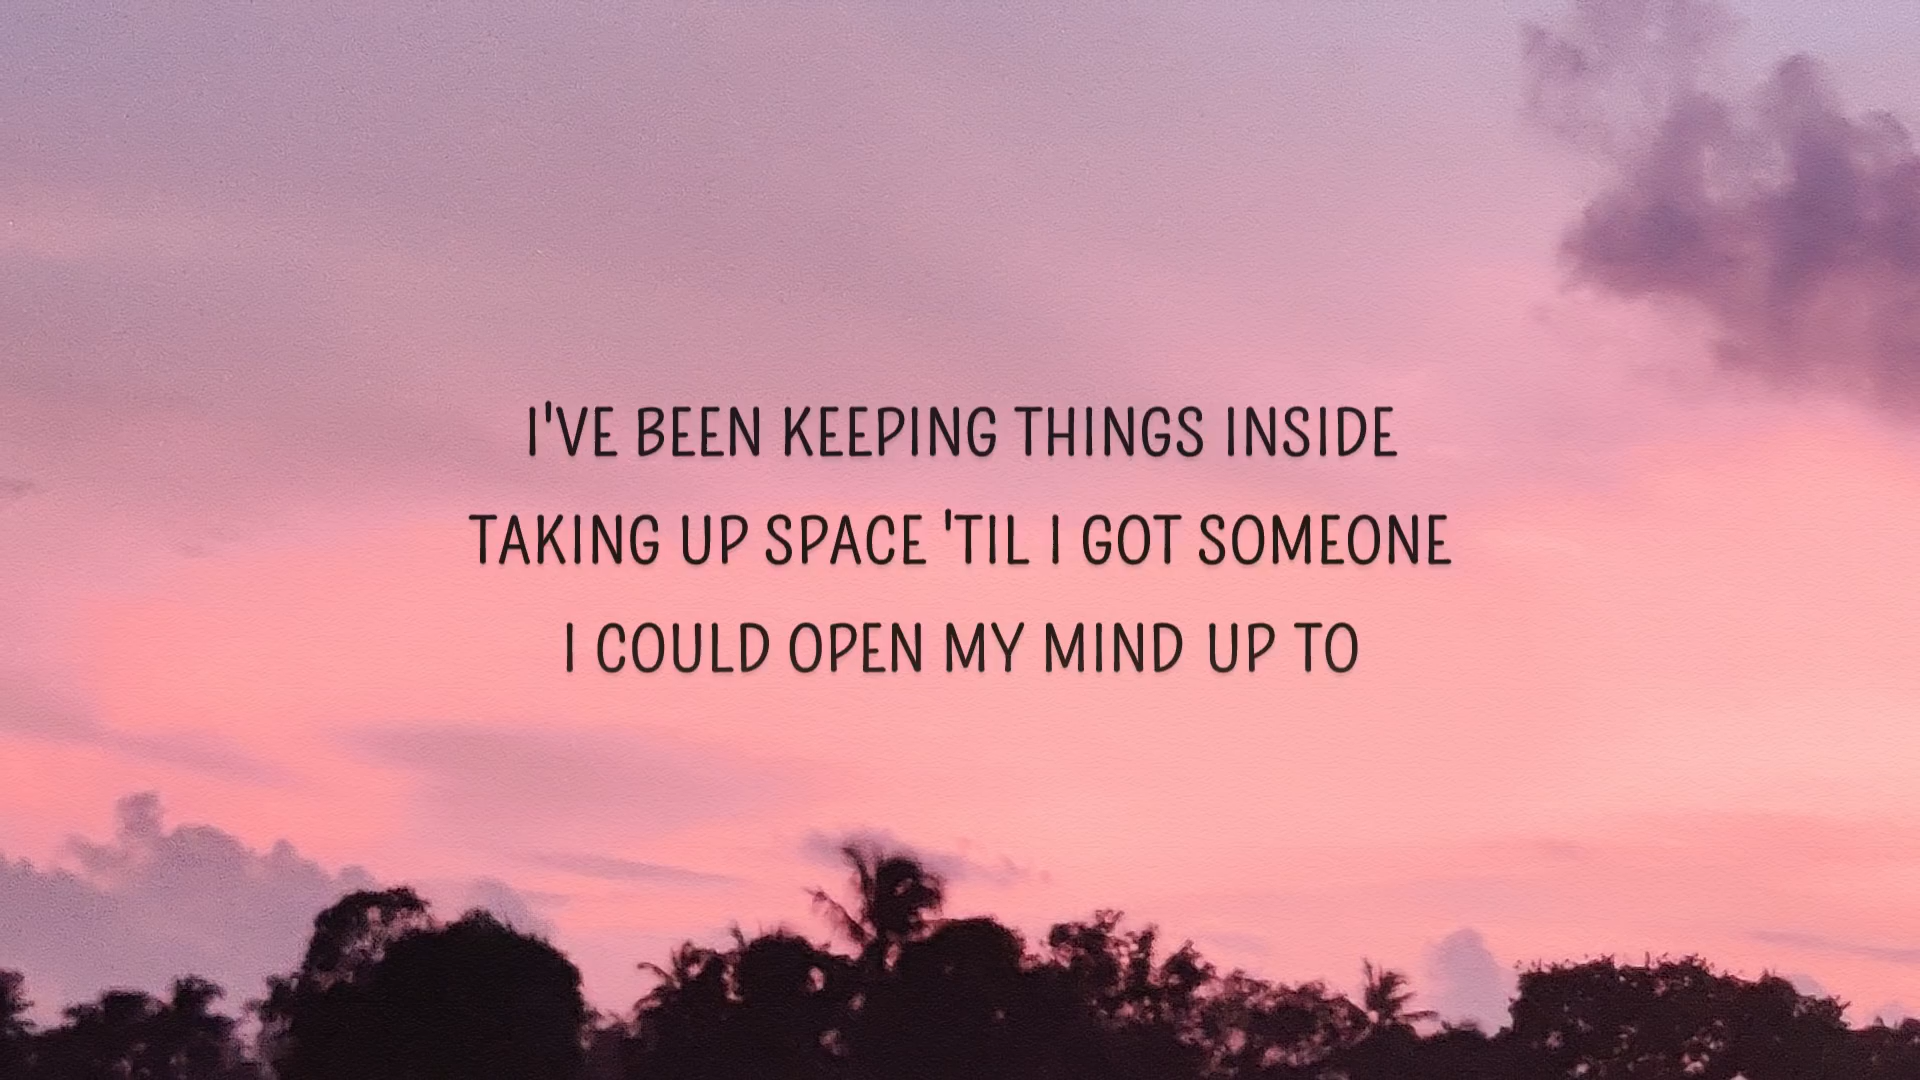 I'VE BEEN KEEPING THINGS INSIDE
TAKING UP SPACE 'TIL I GOT SOMEONE
I COULD OPEN MY MIND UP TO